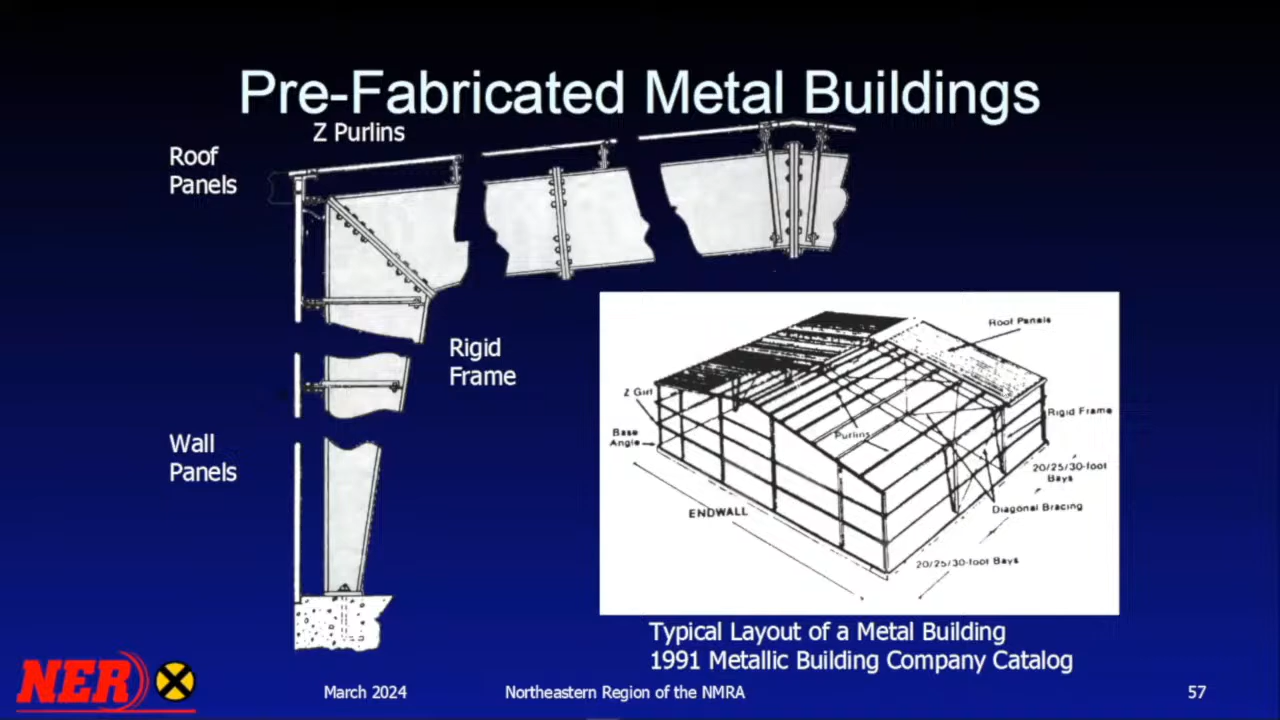 Pre-Fabricated Metal Buildings
Z Purlins
Roof
Panels
Rigid
Frame
Wall
Panels
Roof Panels
Z Girt
Base
Angle
Purlins
Rigid Frame
20/25/30-foot
Bays
Diagonal Bracing
ENDWALL
20/25/30-foot Bays
Typical Layout of a Metal Building
1991 Metallic Building Company Catalog
NER
March 2024
Northeastern Region of the NMRA
57